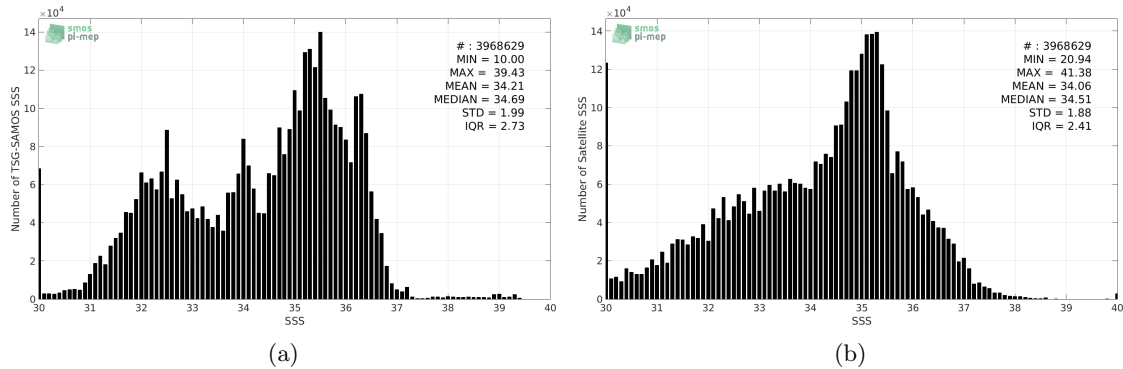 ×10⁴
smos
pi-mep
# : 3968629
MIN = 10.00
MAX = 39.43
MEAN = 34.21
MEDIAN = 34.69
STD = 1.99
IQR = 2.73
Number of TSG-SAMOS SSS
14
12
10
8
6
4
2
0
30 31 32 33 34 35 36 37 38 39 40
SSS
(a)
×10⁴
smos
pi-mep
# : 3968629
MIN = 20.94
MAX = 41.38
MEAN = 34.06
MEDIAN = 34.51
STD = 1.88
IQR = 2.41
Number of Satellite SSS
14
12
10
8
6
4
2
0
30 31 32 33 34 35 36 37 38 39 40
SSS
(b)